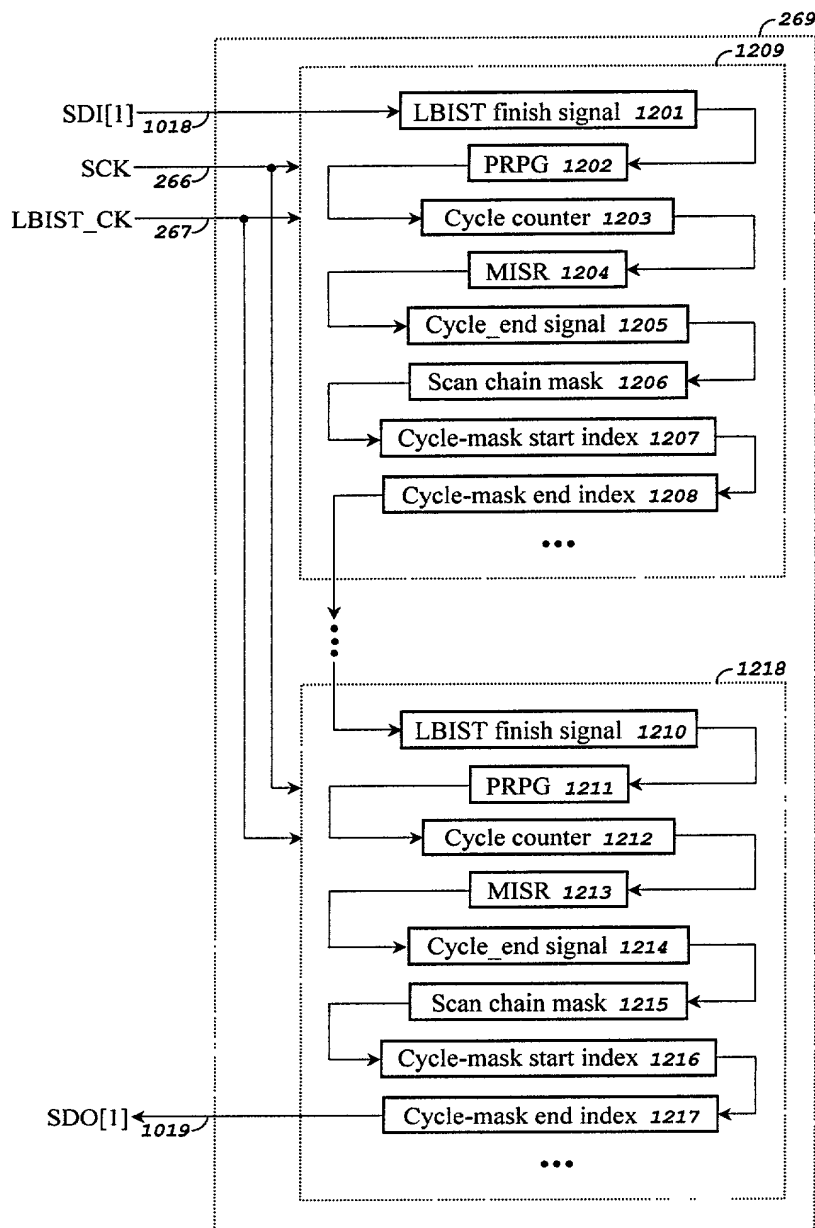 269
1209
SDI[1]
1018
LBIST finish signal 1201
SCK
266
PRPG 1202
LBIST_CK
267
Cycle counter 1203
MISR 1204
Cycle_end signal 1205
Scan chain mask 1206
Cycle-mask start index 1207
Cycle-mask end index 1208
•••
1218
LBIST finish signal 1210
PRPG 1211
Cycle counter 1212
MISR 1213
Cycle_end signal 1214
Scan chain mask 1215
Cycle-mask start index 1216
SDO[1]
1019
Cycle-mask end index 1217
•••